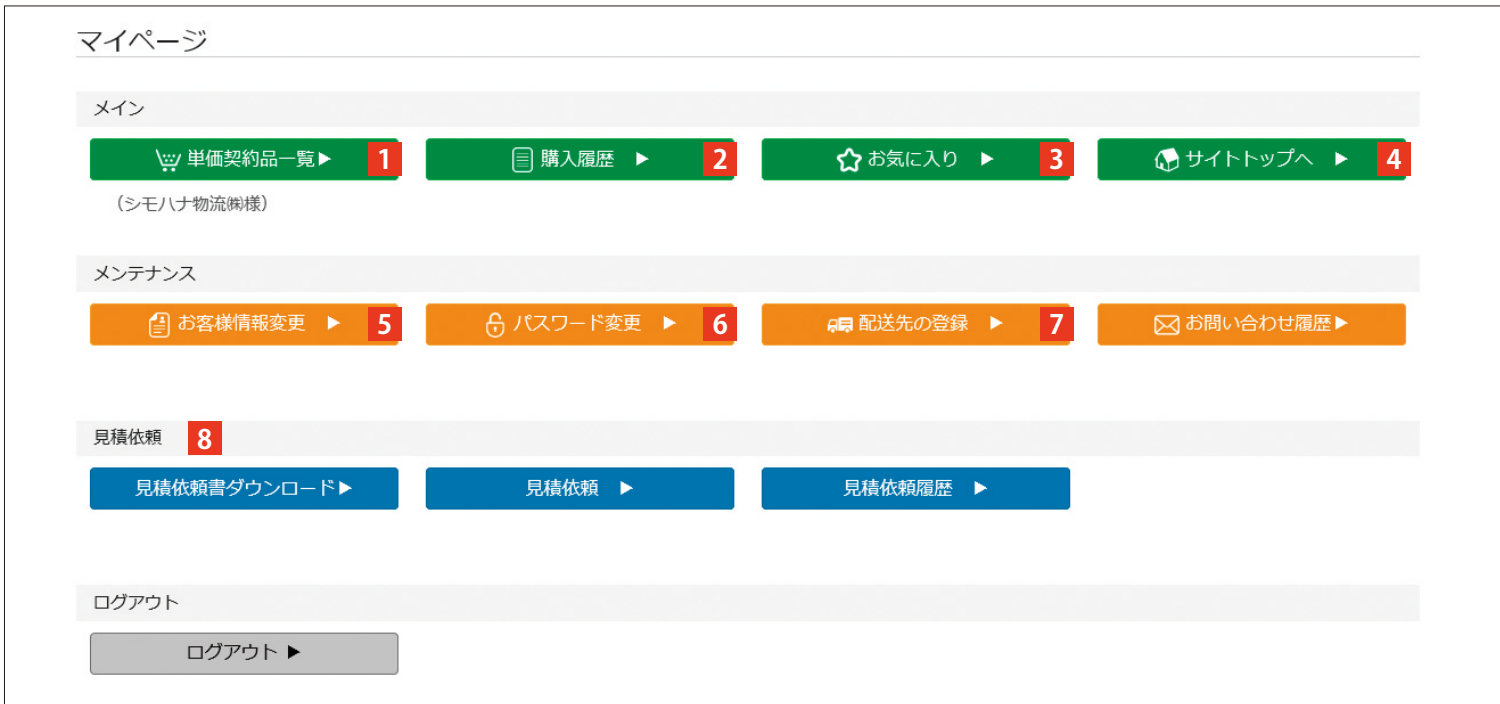 マイページ
メイン
単価契約品一覧▶ 1 購入履歴 ▶ 2 お気に入り ▶ 3 サイトトップへ ▶ 4
（シモハナ物流㈱様）
メンテナンス
お客様情報変更 ▶ 5 パスワード変更 ▶ 6 配送先の登録 ▶ 7 お問い合わせ履歴▶
見積依頼 8
見積依頼書ダウンロード▶ 見積依頼 ▶ 見積依頼履歴 ▶
ログアウト
ログアウト ▶